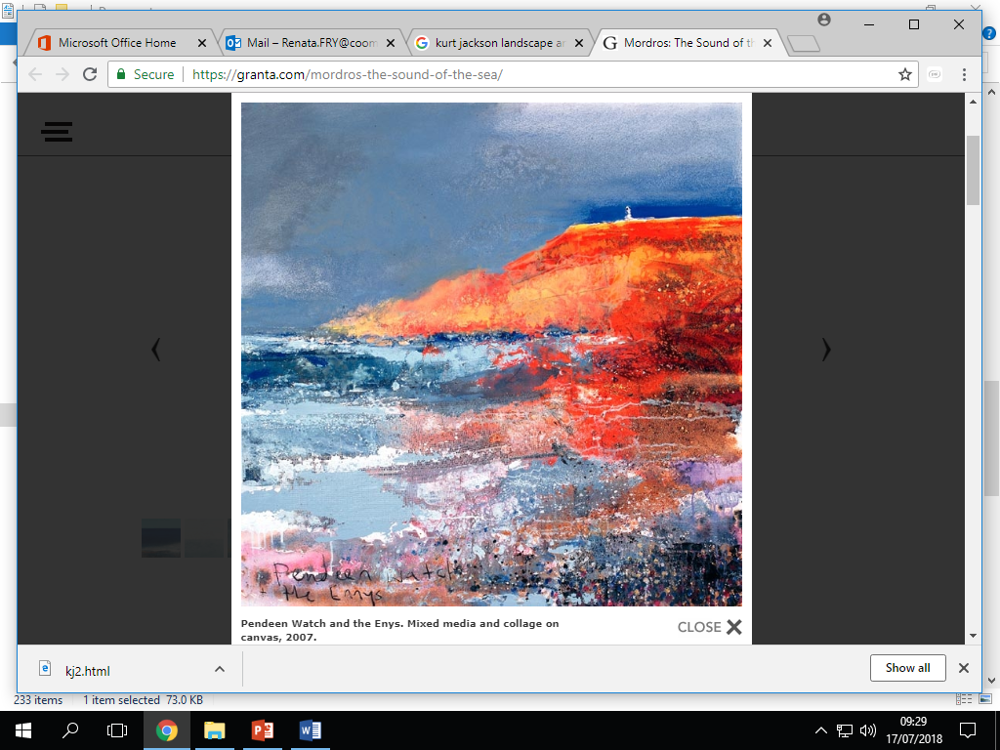 Microsoft Office Home
Mail – Renata.FRY@coom
kurt jackson landscape ar
Mordros: The Sound of th
Secure
https://granta.com/mordros-the-sound-of-the-sea/
Pendeen Watch
+ the Enys
Pendeen Watch and the Enys. Mixed media and collage on
canvas, 2007.
CLOSE
kj2.html
Show all
233 items
1 item selected 73.0 KB
09:29
17/07/2018